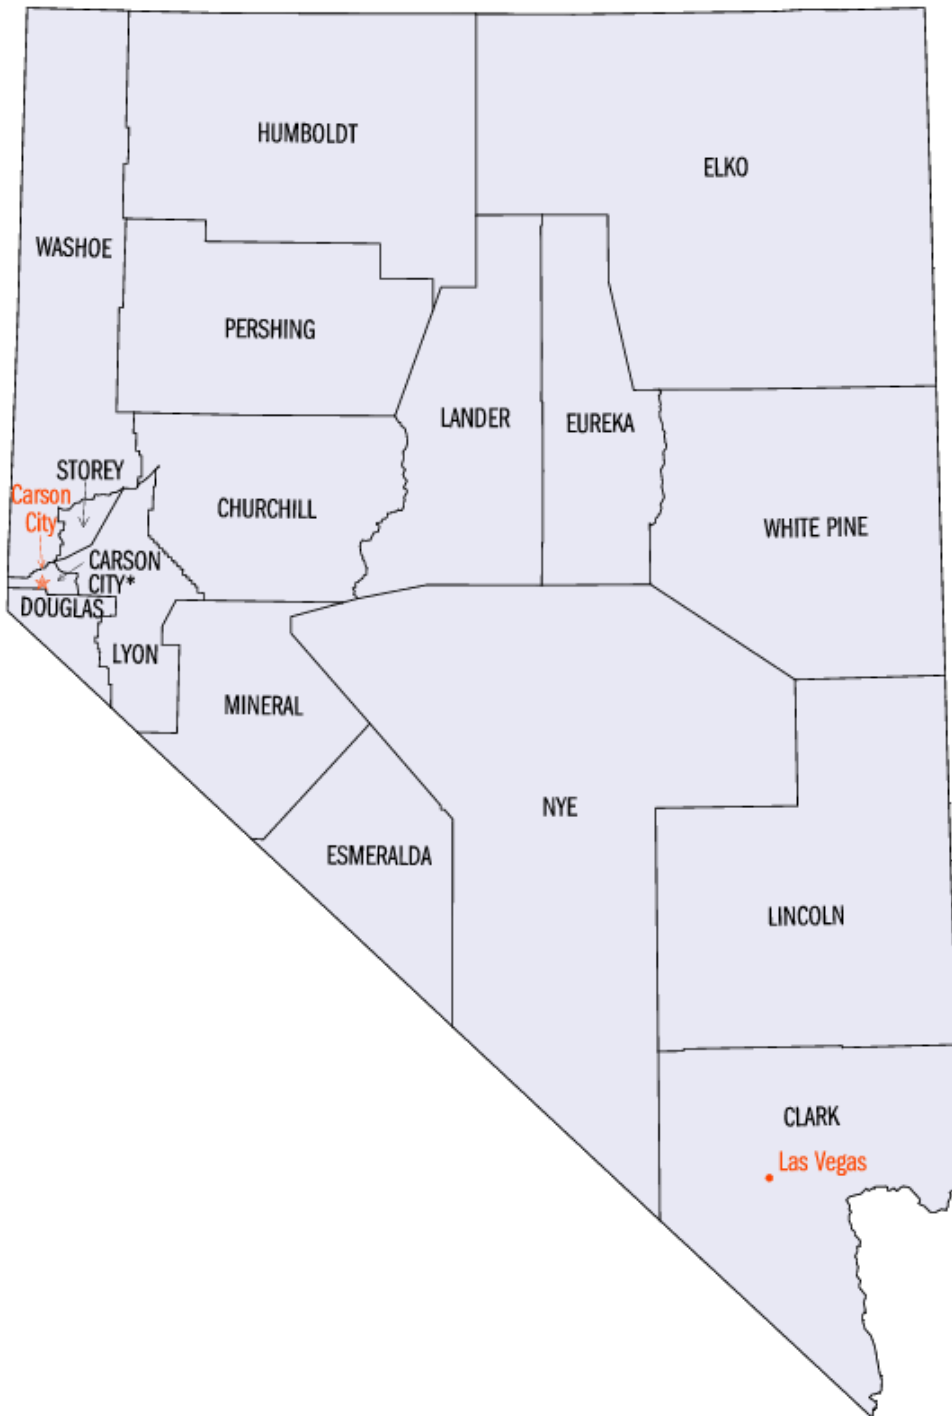 HUMBOLDT
ELKO
WASHOE
PERSHING
LANDER
EUREKA
STOREY
Carson
City
CHURCHILL
WHITE PINE
CARSON
CITY*
DOUGLAS
LYON
MINERAL
NYE
ESMERALDA
LINCOLN
CLARK
Las Vegas